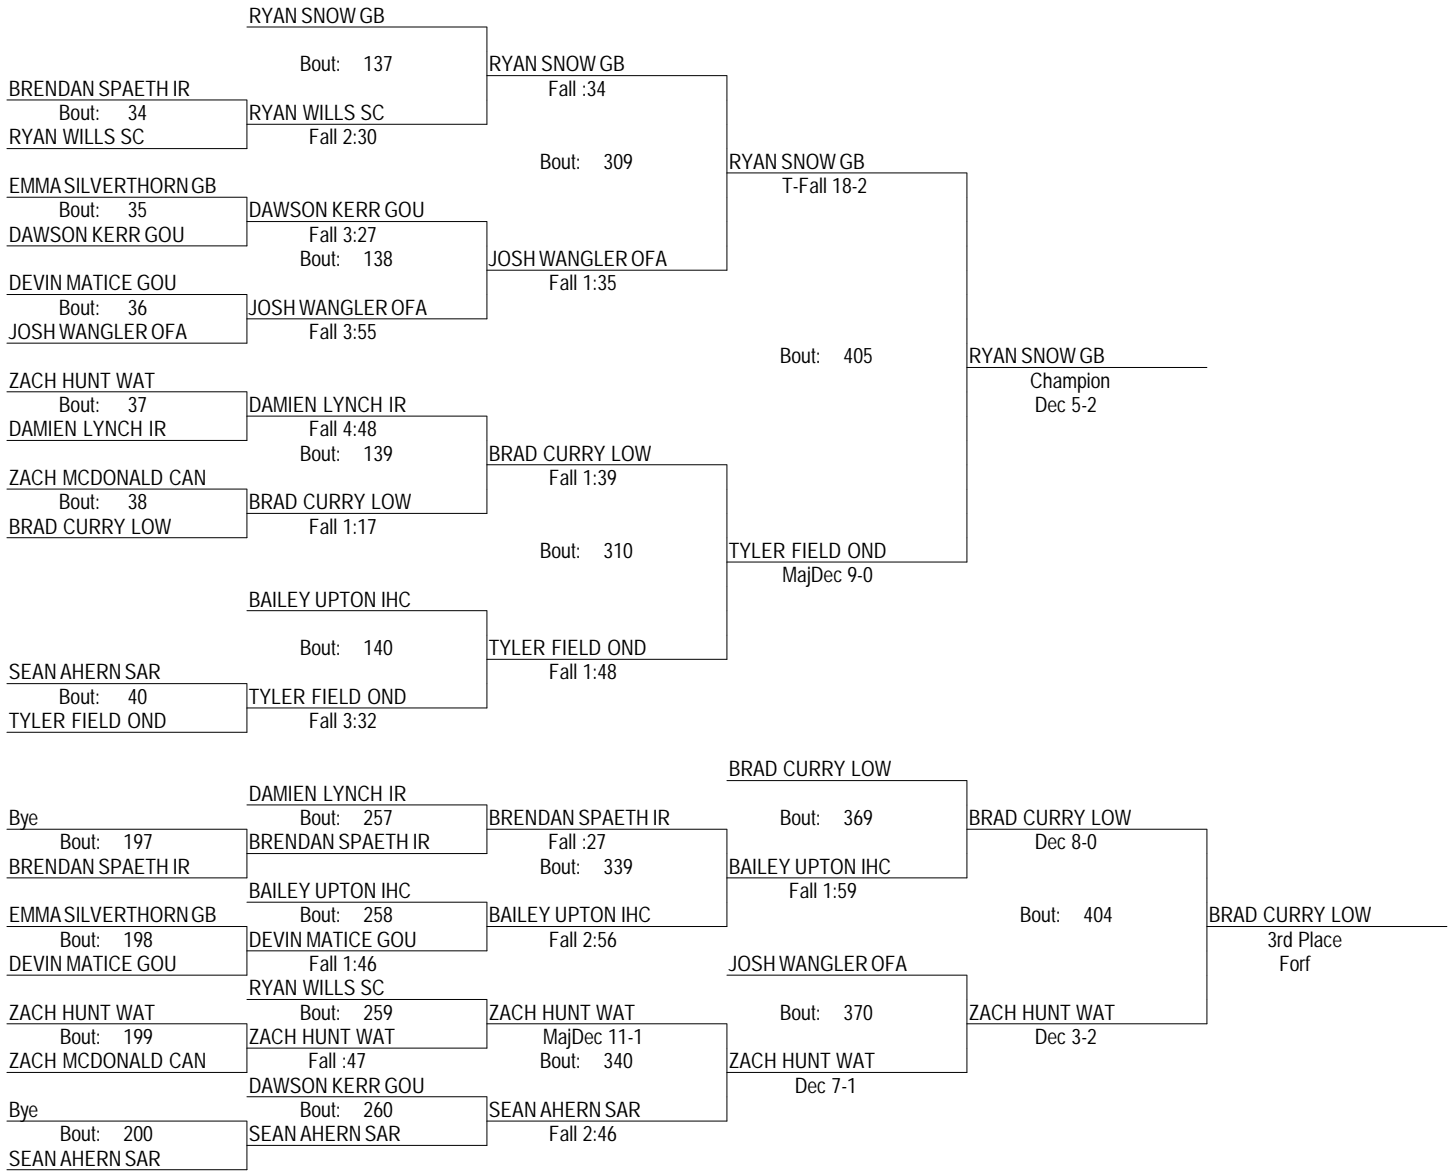 RYAN SNOW GB
Bout: 137
RYAN SNOW GB
BRENDAN SPAETH IR
Fall :34
Bout: 34
RYAN WILLS SC
RYAN WILLS SC
Fall 2:30
Bout: 309
RYAN SNOW GB
EMMA SILVERTHORN GB
T-Fall 18-2
Bout: 35
DAWSON KERR GOU
DAWSON KERR GOU
Fall 3:27
Bout: 138
JOSH WANGLER OFA
DEVIN MATICE GOU
Fall 1:35
Bout: 36
JOSH WANGLER OFA
JOSH WANGLER OFA
Fall 3:55
Bout: 405
RYAN SNOW GB
ZACH HUNT WAT
Champion
Bout: 37
DAMIEN LYNCH IR
Dec 5-2
DAMIEN LYNCH IR
Fall 4:48
Bout: 139
BRAD CURRY LOW
ZACH MCDONALD CAN
Fall 1:39
Bout: 38
BRAD CURRY LOW
BRAD CURRY LOW
Fall 1:17
Bout: 310
TYLER FIELD OND
MajDec 9-0
BAILEY UPTON IHC
Bout: 140
TYLER FIELD OND
SEAN AHERN SAR
Fall 1:48
Bout: 40
TYLER FIELD OND
TYLER FIELD OND
Fall 3:32
BRAD CURRY LOW
DAMIEN LYNCH IR
Bye
Bout: 257
BRENDAN SPAETH IR
Bout: 369
BRAD CURRY LOW
Bout: 197
BRENDAN SPAETH IR
Fall :27
Dec 8-0
BRENDAN SPAETH IR
Bout: 339
BAILEY UPTON IHC
BAILEY UPTON IHC
Fall 1:59
EMMA SILVERTHORN GB
Bout: 258
BAILEY UPTON IHC
Bout: 404
BRAD CURRY LOW
Bout: 198
DEVIN MATICE GOU
Fall 2:56
3rd Place
DEVIN MATICE GOU
Fall 1:46
JOSH WANGLER OFA
Forf
RYAN WILLS SC
ZACH HUNT WAT
Bout: 259
ZACH HUNT WAT
Bout: 370
ZACH HUNT WAT
Bout: 199
ZACH HUNT WAT
MajDec 11-1
Dec 3-2
ZACH MCDONALD CAN
Fall :47
Bout: 340
ZACH HUNT WAT
DAWSON KERR GOU
Dec 7-1
Bye
Bout: 260
SEAN AHERN SAR
Bout: 200
SEAN AHERN SAR
Fall 2:46
SEAN AHERN SAR